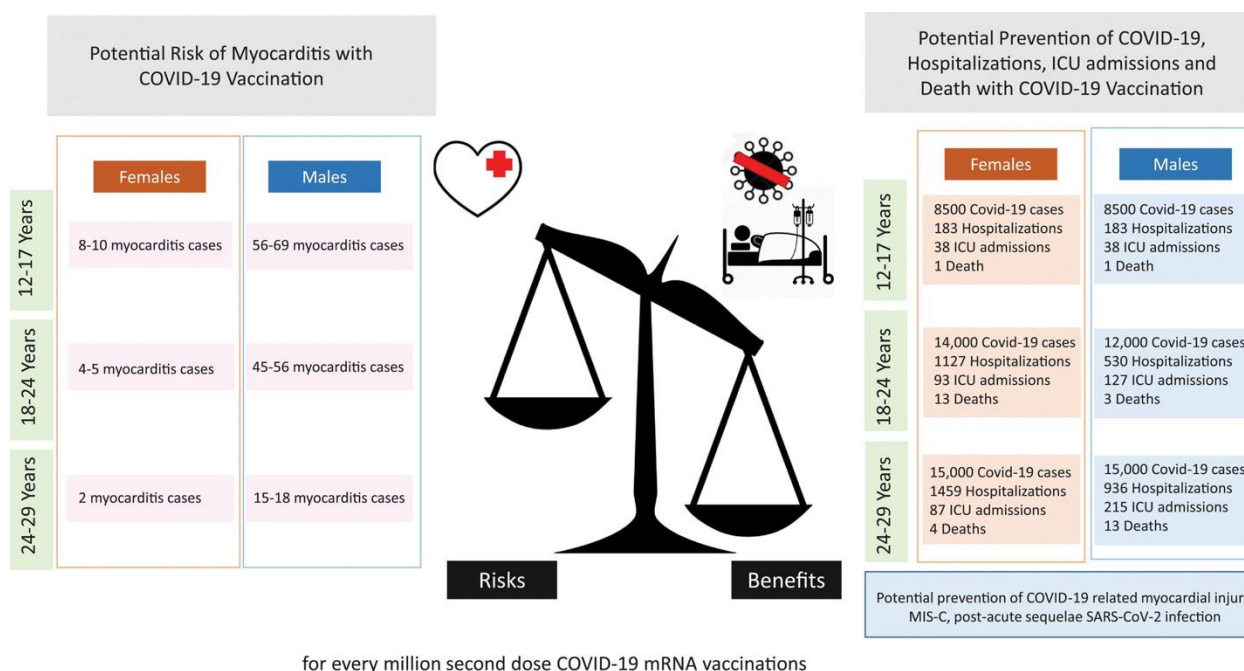 Potential Risk of Myocarditis with
COVID-19 Vaccination
Females
Males
12-17 Years
8-10 myocarditis cases
56-69 myocarditis cases
18-24 Years
4-5 myocarditis cases
45-56 myocarditis cases
24-29 Years
2 myocarditis cases
15-18 myocarditis cases
Risks
Benefits
Potential Prevention of COVID-19,
Hospitalizations, ICU admissions and
Death with COVID-19 Vaccination
Females
Males
12-17 Years
8500 Covid-19 cases
183 Hospitalizations
38 ICU admissions
1 Death
8500 Covid-19 cases
183 Hospitalizations
38 ICU admissions
1 Death
18-24 Years
14,000 Covid-19 cases
1127 Hospitalizations
93 ICU admissions
13 Deaths
12,000 Covid-19 cases
530 Hospitalizations
127 ICU admissions
3 Deaths
24-29 Years
15,000 Covid-19 cases
1459 Hospitalizations
87 ICU admissions
4 Deaths
15,000 Covid-19 cases
936 Hospitalizations
215 ICU admissions
13 Deaths
Potential prevention of COVID-19 related myocardial injur
MIS-C, post-acute sequelae SARS-CoV-2 infection
for every million second dose COVID-19 mRNA vaccinations